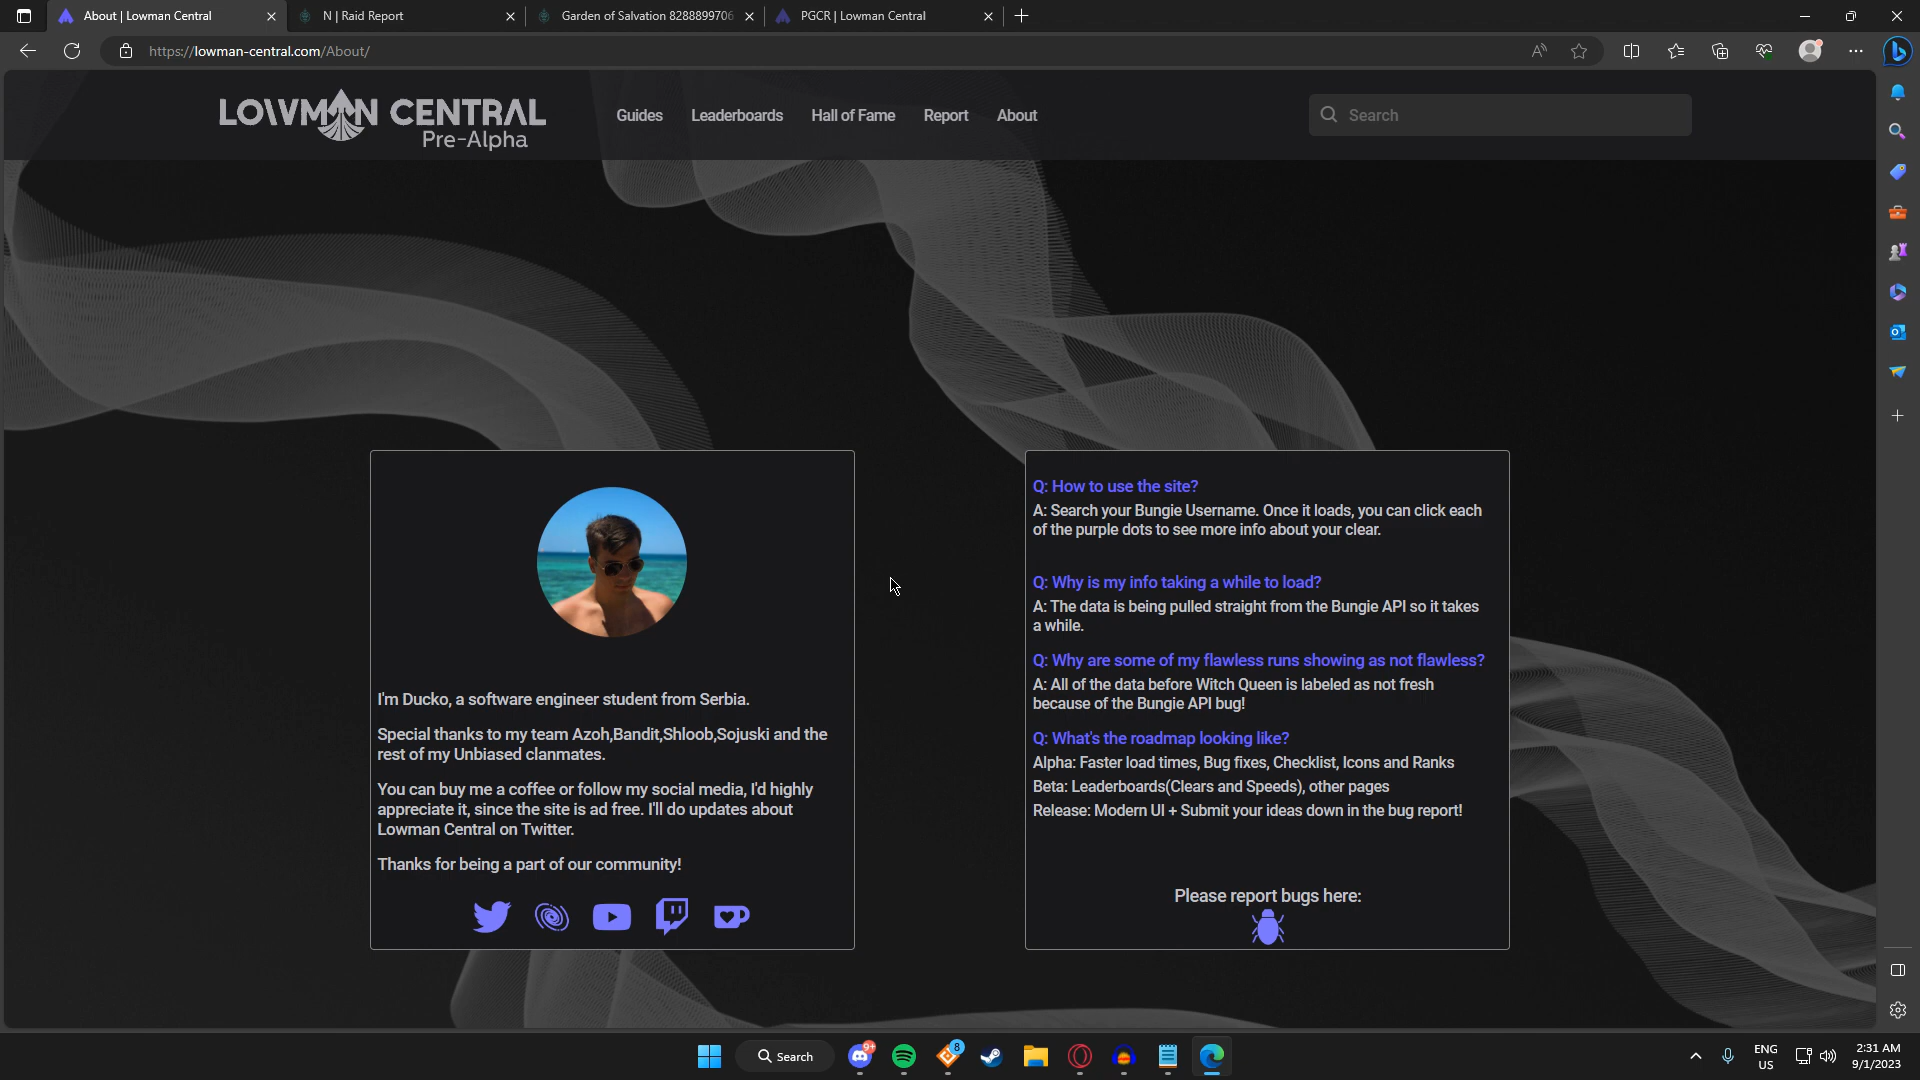 About | Lowman Central
N | Raid Report
Garden of Salvation 8288899706
PGCR | Lowman Central
https://lowman-central.com/About/
LOWMAN CENTRAL
Pre-Alpha
Guides
Leaderboards
Hall of Fame
Report
About
Search
I'm Ducko, a software engineer student from Serbia.
Special thanks to my team Azoh,Bandit,Shloob,Sojuski and the
rest of my Unbiased clanmates.
You can buy me a coffee or follow my social media, I'd highly
appreciate it, since the site is ad free. I'll do updates about
Lowman Central on Twitter.
Thanks for being a part of our community!
Q: How to use the site?
A: Search your Bungie Username. Once it loads, you can click each
of the purple dots to see more info about your clear.
Q: Why is my info taking a while to load?
A: The data is being pulled straight from the Bungie API so it takes
a while.
Q: Why are some of my flawless runs showing as not flawless?
A: All of the data before Witch Queen is labeled as not fresh
because of the Bungie API bug!
Q: What's the roadmap looking like?
Alpha: Faster load times, Bug fixes, Checklist, Icons and Ranks
Beta: Leaderboards(Clears and Speeds), other pages
Release: Modern UI + Submit your ideas down in the bug report!
Please report bugs here:
Search
9+
8
ENG
US
2:31 AM
9/1/2023